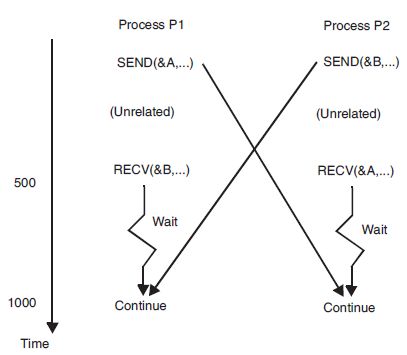 Process P1 Process P2
SEND(&A,...) SEND(&B,...)
(Unrelated) (Unrelated)
RECV(&B,...) RECV(&A,...)
500
Wait Wait
1000
Continue Continue
Time